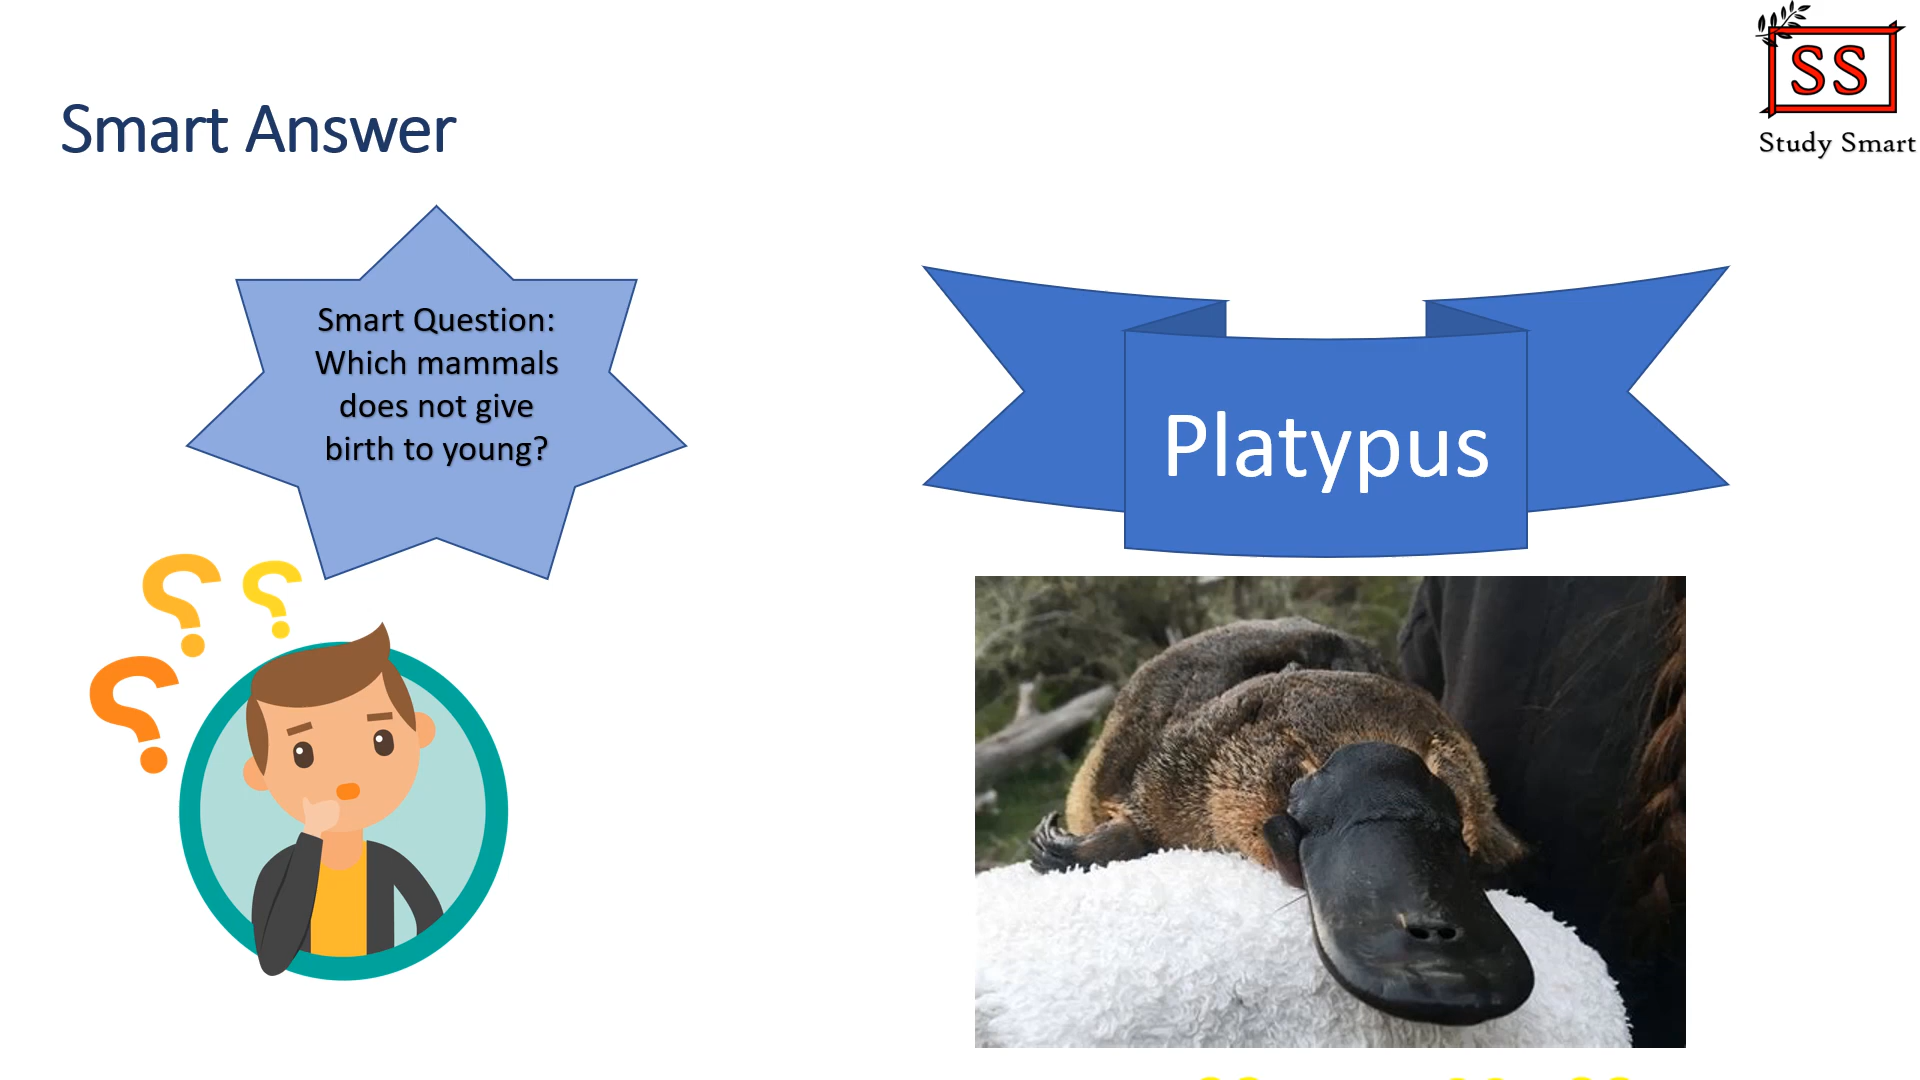 SS
Study Smart
Smart Answer
Smart Question:
Which mammals
does not give
birth to young?
Platypus